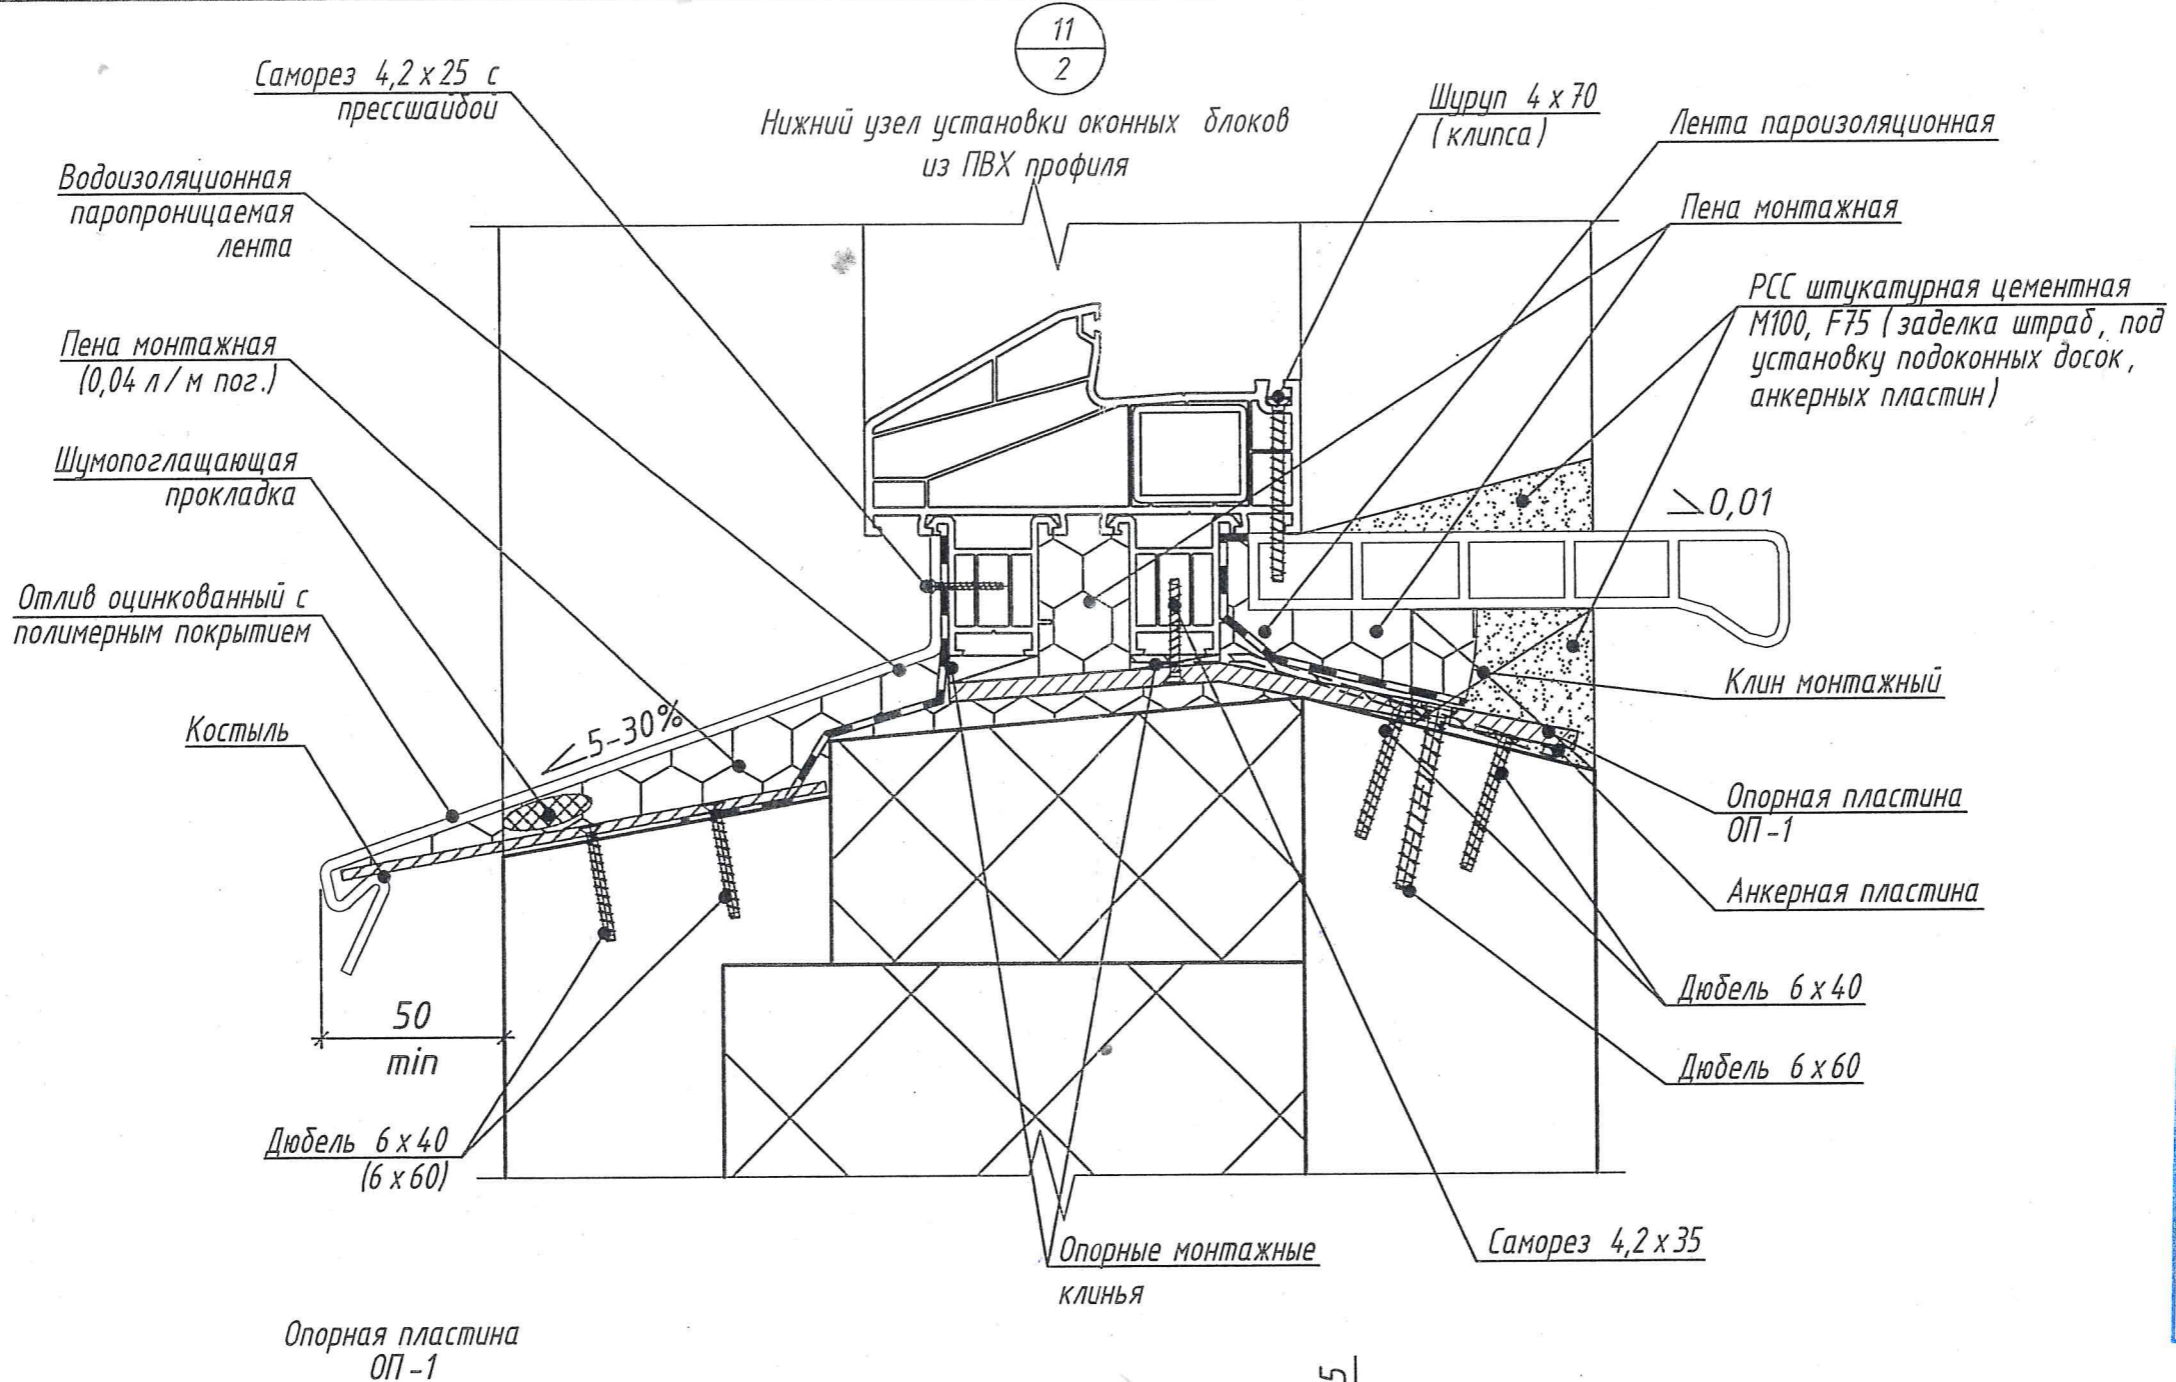 11
2
Нижний узел установки оконных блоков
из ПВХ профиля
Саморез 4,2 х 25 с
прессшайбой
Водоизоляционная
паропроницаемая
лента
Пена монтажная
(0,04 л/м пог.)
Шумопоглащающая
прокладка
Отлив оцинкованный с
полимерным покрытием
Костыль
5-30%
50
min
Дюбель 6 х 40
(6 х 60)
Шуруп 4 х 70
(клипса)
Лента пароизоляционная
Пена монтажная
РСС штукатурная цементная
М100, F75 (заделка штраб, под
установку подоконных досок,
анкерных пластин)
0,01
Клин монтажный
Опорная пластина
ОП-1
Анкерная пластина
Дюбель 6 х 40
Дюбель 6 х 60
Саморез 4,2 х 35
Опорные монтажные
клинья
Опорная пластина
ОП-1
5